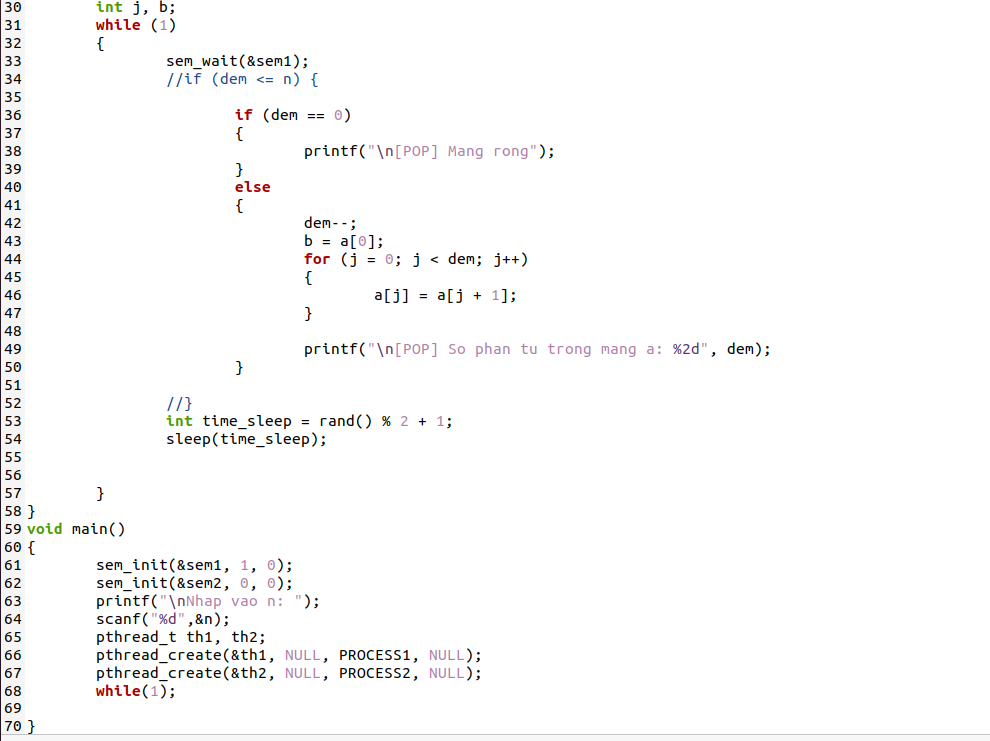 30 int j, b;
31 while (1)
32 {
33 sem_wait(&sem1);
34 //if (dem <= n) {
35
36 if (dem == 0)
37 {
38 printf("\n[POP] Mang rong");
39 }
40 else
41 {
42 dem--;
43 b = a[0];
44 for (j = 0; j < dem; j++)
45 {
46 a[j] = a[j + 1];
47 }
48
49 printf("\n[POP] So phan tu trong mang a: %2d", dem);
50 }
51
52 //}
53 int time_sleep = rand() % 2 + 1;
54 sleep(time_sleep);
55
56
57 }
58 }
59 void main()
60 {
61 sem_init(&sem1, 1, 0);
62 sem_init(&sem2, 0, 0);
63 printf("\nNhap vao n: ");
64 scanf("%d",&n);
65 pthread_t th1, th2;
66 pthread_create(&th1, NULL, PROCESS1, NULL);
67 pthread_create(&th2, NULL, PROCESS2, NULL);
68 while(1);
69
70 }